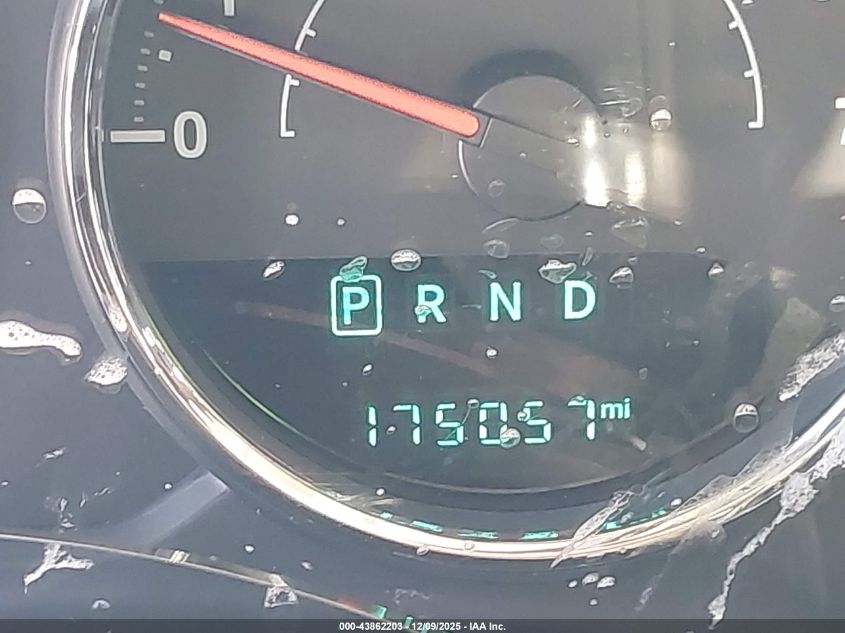 0
P R N D
175057 mi
000-43862203 - 12/09/2025 - IAA Inc.